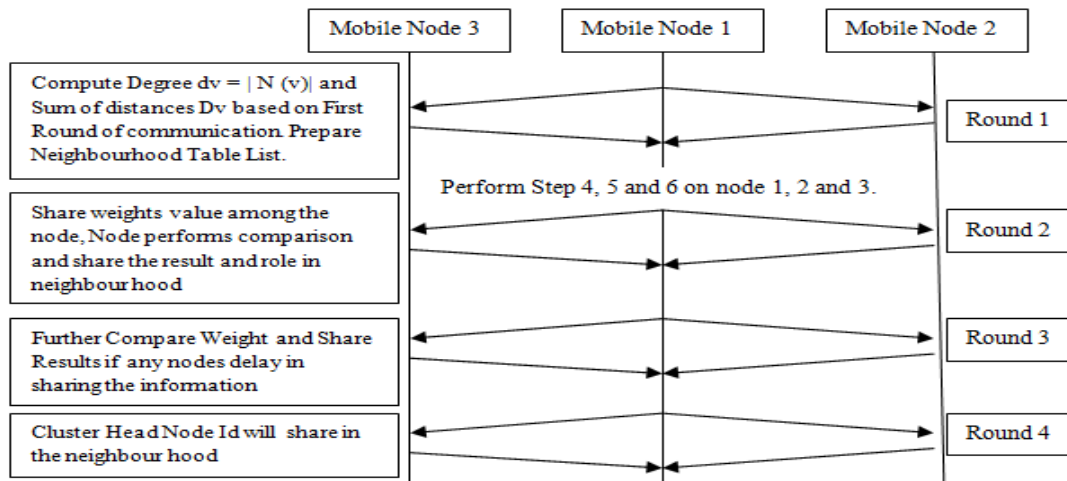 Mobile Node 3
Mobile Node 1
Mobile Node 2
Compute Degree dv = | N (v)| and
Sum of distances Dv based on First
Round of communication. Prepare
Neighbourhood Table List.
Round 1
Perform Step 4, 5 and 6 on node 1, 2 and 3.
Share weights value among the
node, Node performs comparison
and share the result and role in
neighbour hood
Round 2
Further Compare Weight and Share
Results if any nodes delay in
sharing the information
Round 3
Cluster Head Node Id will share in
the neighbour hood
Round 4